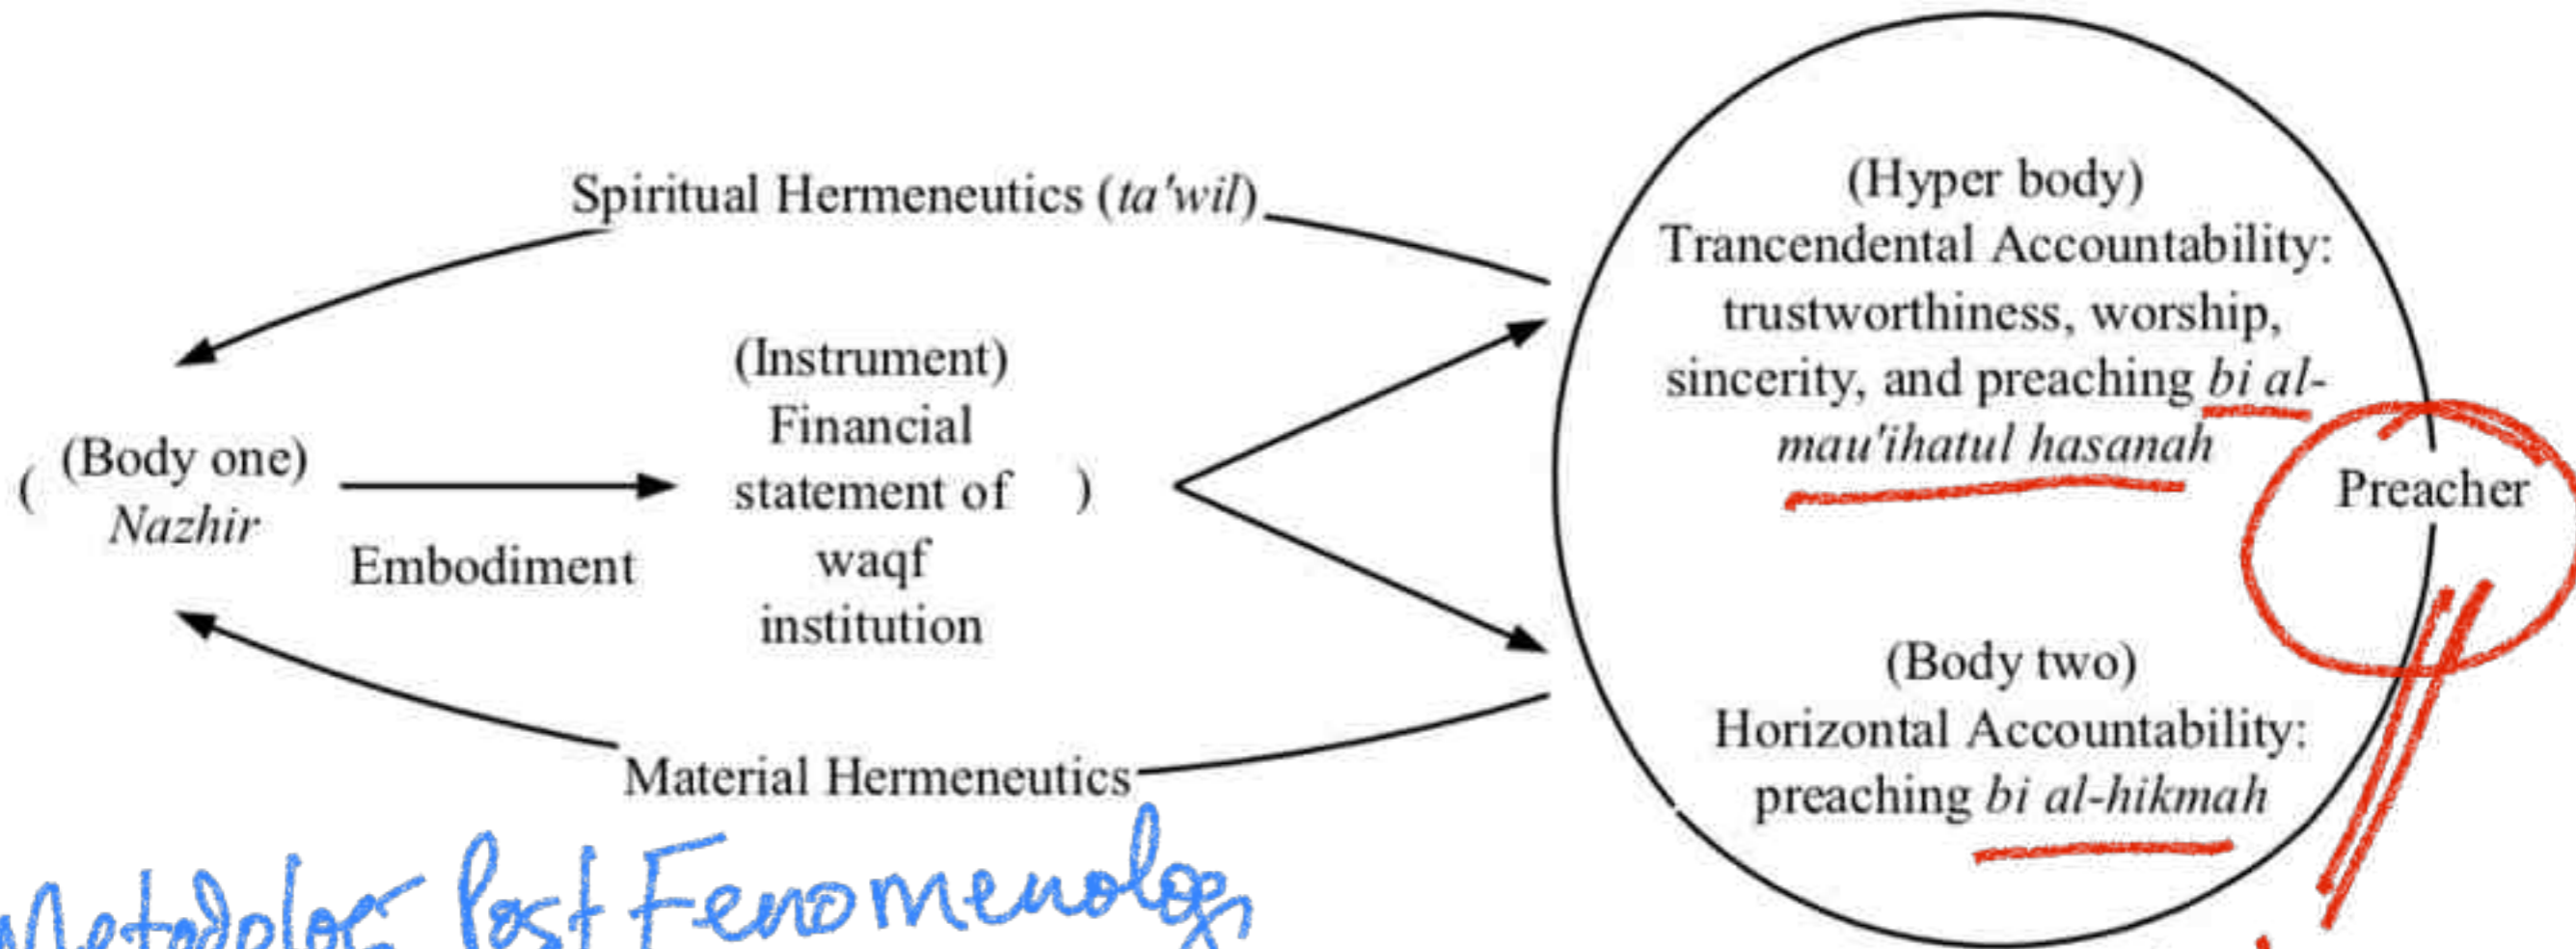 Spiritual Hermeneutics (ta'wil)
(Body one)
Nazhir
(
Embodiment
(Instrument)
Financial
statement of
waqf
institution
)
Material Hermeneutics
(Hyper body)
Trancendental Accountability:
trustworthiness, worship,
sincerity, and preaching bi al-
mau'ihatul hasanah
Preacher
(Body two)
Horizontal Accountability:
preaching bi al-hikmah
Post Fenomenologi